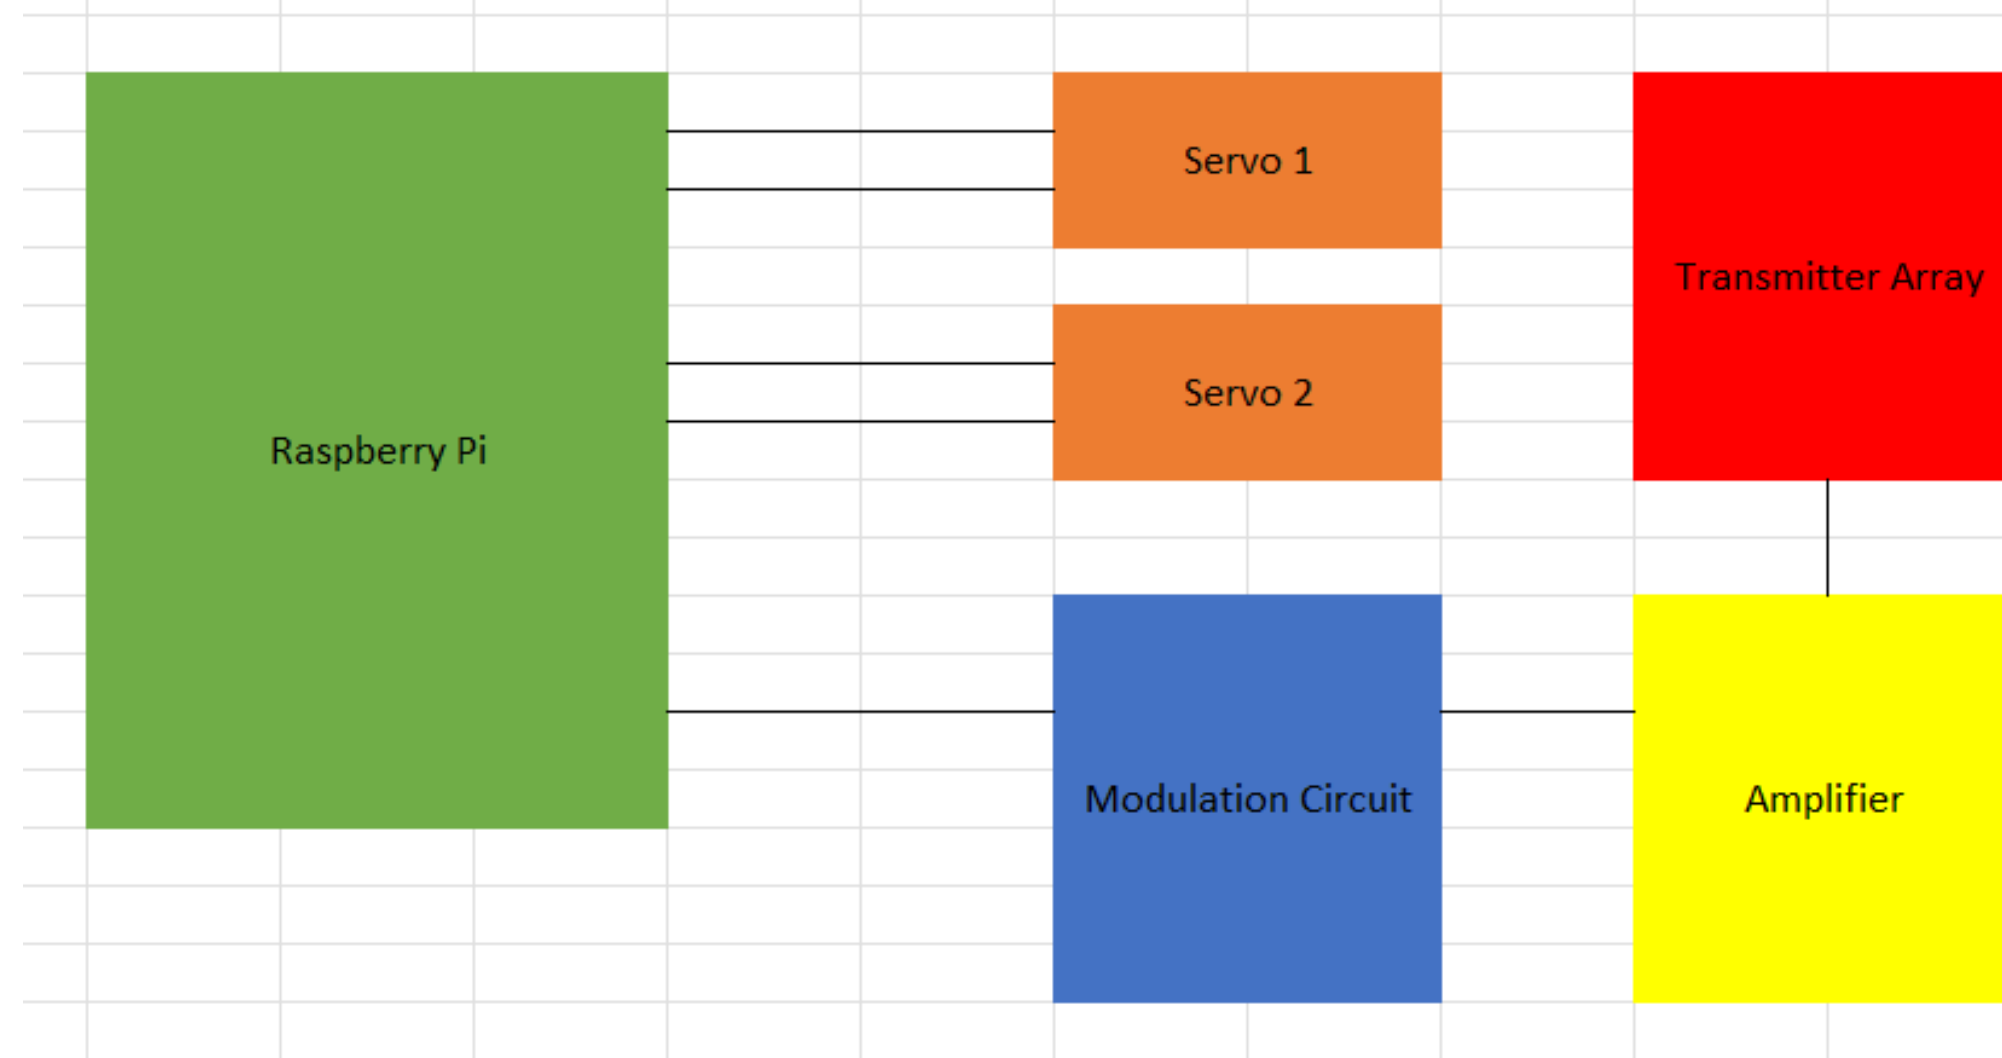 Servo 1
Transmitter Array
Servo 2
Raspberry Pi
Modulation Circuit
Amplifier